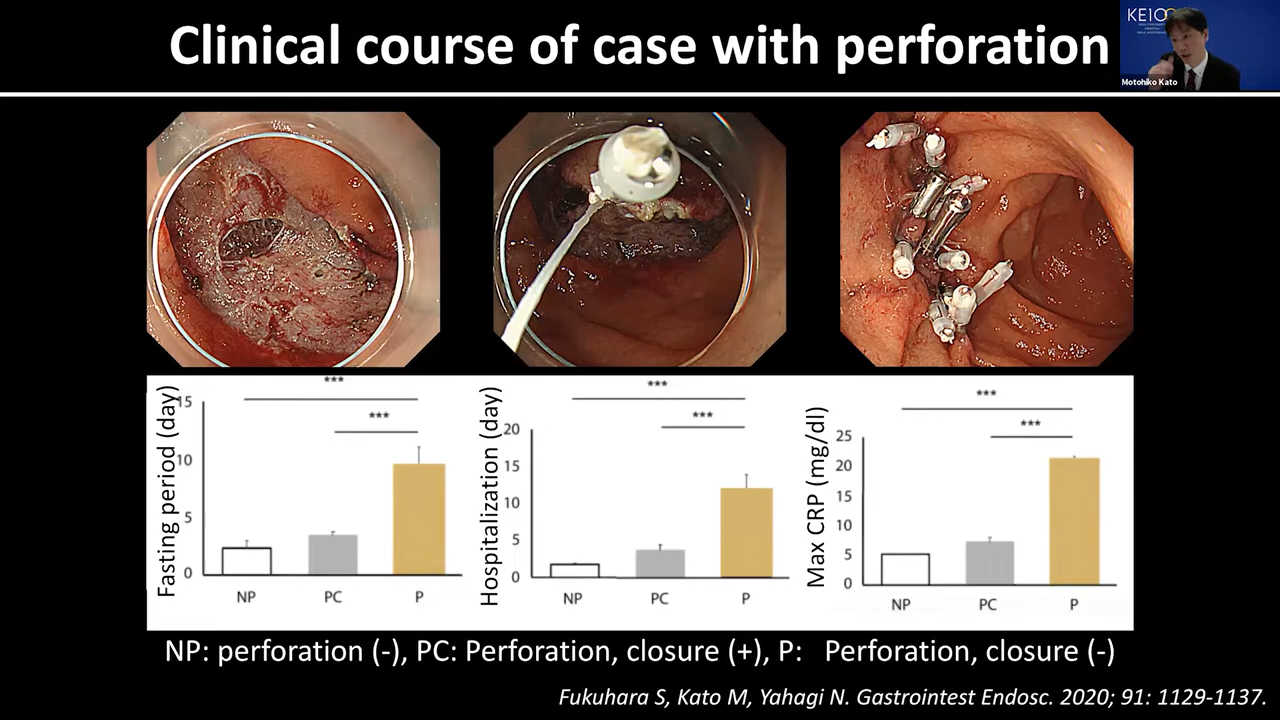 Clinical course of case with perforation
KEIO
Motohiko Kato
Fasting period (day)
15
10
5
0
***
***
NP
PC
P
Hospitalization (day)
20
15
10
5
0
***
***
NP
PC
P
Max CRP (mg/dl)
25
20
15
10
5
0
***
***
NP
PC
P
NP: perforation (-), PC: Perforation, closure (+), P: Perforation, closure (-)
Fukuhara S, Kato M, Yahagi N. Gastrointest Endosc. 2020; 91: 1129-1137.